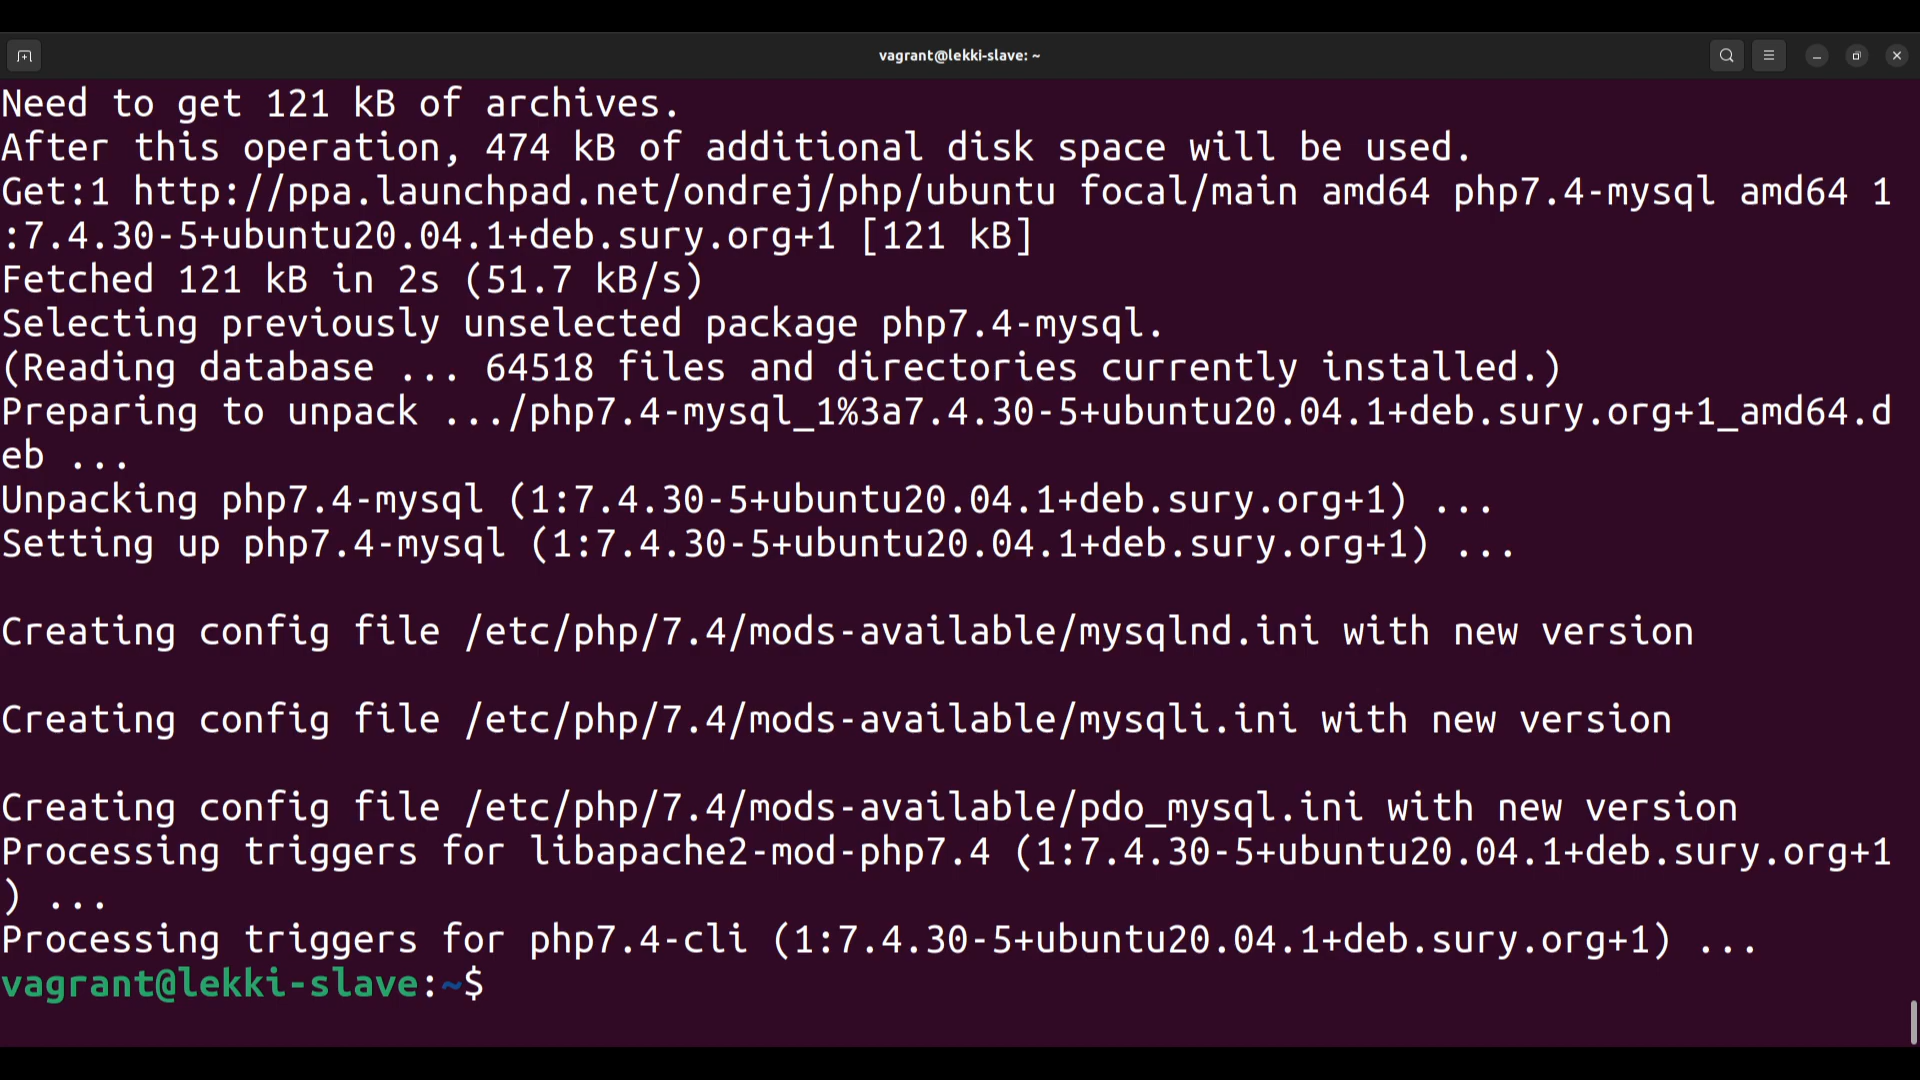 vagrant@lekki-slave: ~
Need to get 121 kB of archives.
After this operation, 474 kB of additional disk space will be used.
Get:1 http://ppa.launchpad.net/ondrej/php/ubuntu focal/main amd64 php7.4-mysql amd64 1
:7.4.30-5+ubuntu20.04.1+deb.sury.org+1 [121 kB]
Fetched 121 kB in 2s (51.7 kB/s)
Selecting previously unselected package php7.4-mysql.
(Reading database ... 64518 files and directories currently installed.)
Preparing to unpack .../php7.4-mysql_1%3a7.4.30-5+ubuntu20.04.1+deb.sury.org+1_amd64.d
eb ...
Unpacking php7.4-mysql (1:7.4.30-5+ubuntu20.04.1+deb.sury.org+1) ...
Setting up php7.4-mysql (1:7.4.30-5+ubuntu20.04.1+deb.sury.org+1) ...
Creating config file /etc/php/7.4/mods-available/mysqlnd.ini with new version
Creating config file /etc/php/7.4/mods-available/mysqli.ini with new version
Creating config file /etc/php/7.4/mods-available/pdo_mysql.ini with new version
Processing triggers for libapache2-mod-php7.4 (1:7.4.30-5+ubuntu20.04.1+deb.sury.org+1
) ...
Processing triggers for php7.4-cli (1:7.4.30-5+ubuntu20.04.1+deb.sury.org+1) ...
vagrant@lekki-slave:~$